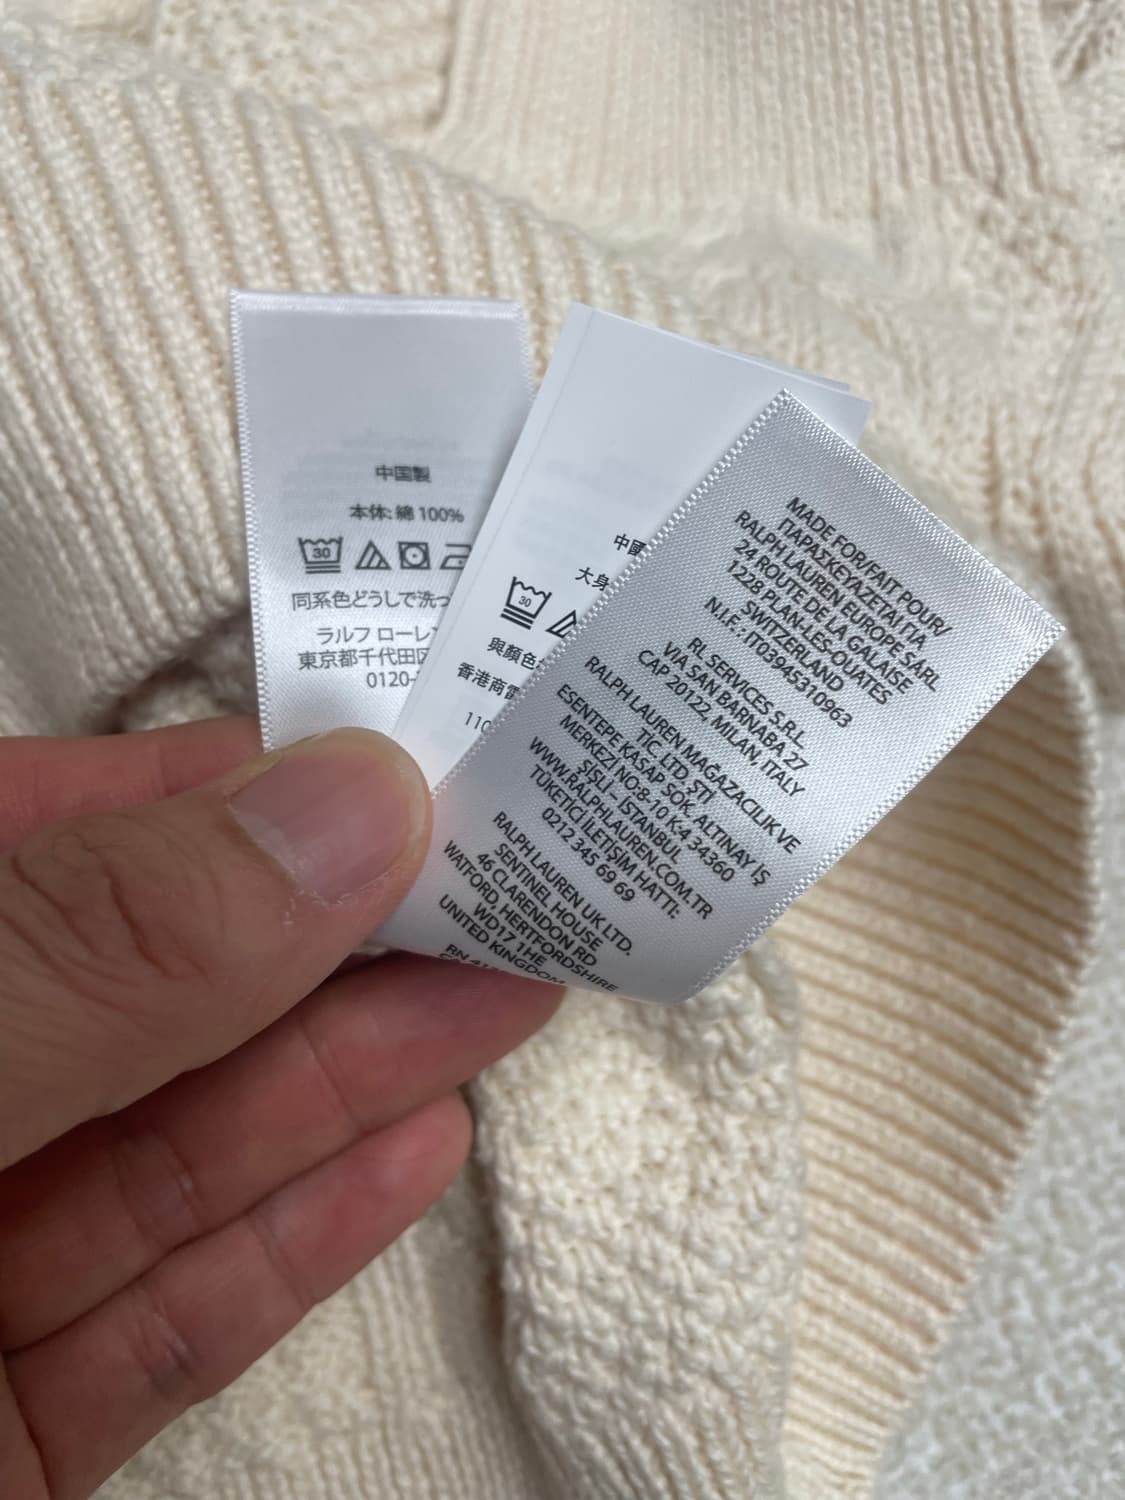 中国製
本体: 綿 100%
30
同系色どうしで洗っ
ラルフ ローレン
東京都千代田区
0120-
中國
大身
30
與顏色
香港商雷
110
MADE FOR/FAIT POUR/
ΠΑΡΑΣΚΕΥΑΖΕΤΑΙ ΓΙΑ
RALPH LAUREN EUROPE SÀRL
24 ROUTE DE LA GALAISE
1228 PLAN-LES-OUATES
SWITZERLAND
N.I.F.: IT03945310963
RL SERVICES S.R.L
VIA SAN BARNABA 27
CAP 20122, MILAN, ITALY
RALPH LAUREN MAĞAZACILIK VE
TİC. LTD. ŞTİ
ESENTEPE KASAP SOK. ALTINAY İŞ
MERKEZİ NO:8-10 K:4 34360
ŞİŞLİ - İSTANBUL
WWW.RALPHLAUREN.COM.TR
TÜKETİCİ İLETİŞİM HATTI:
0212 345 69 69
RALPH LAUREN UK LTD.
SENTINEL HOUSE
46 CLARENDON RD
WATFORD, HERTFORDSHIRE
WD17 1HE
UNITED KINGDOM
RN 41